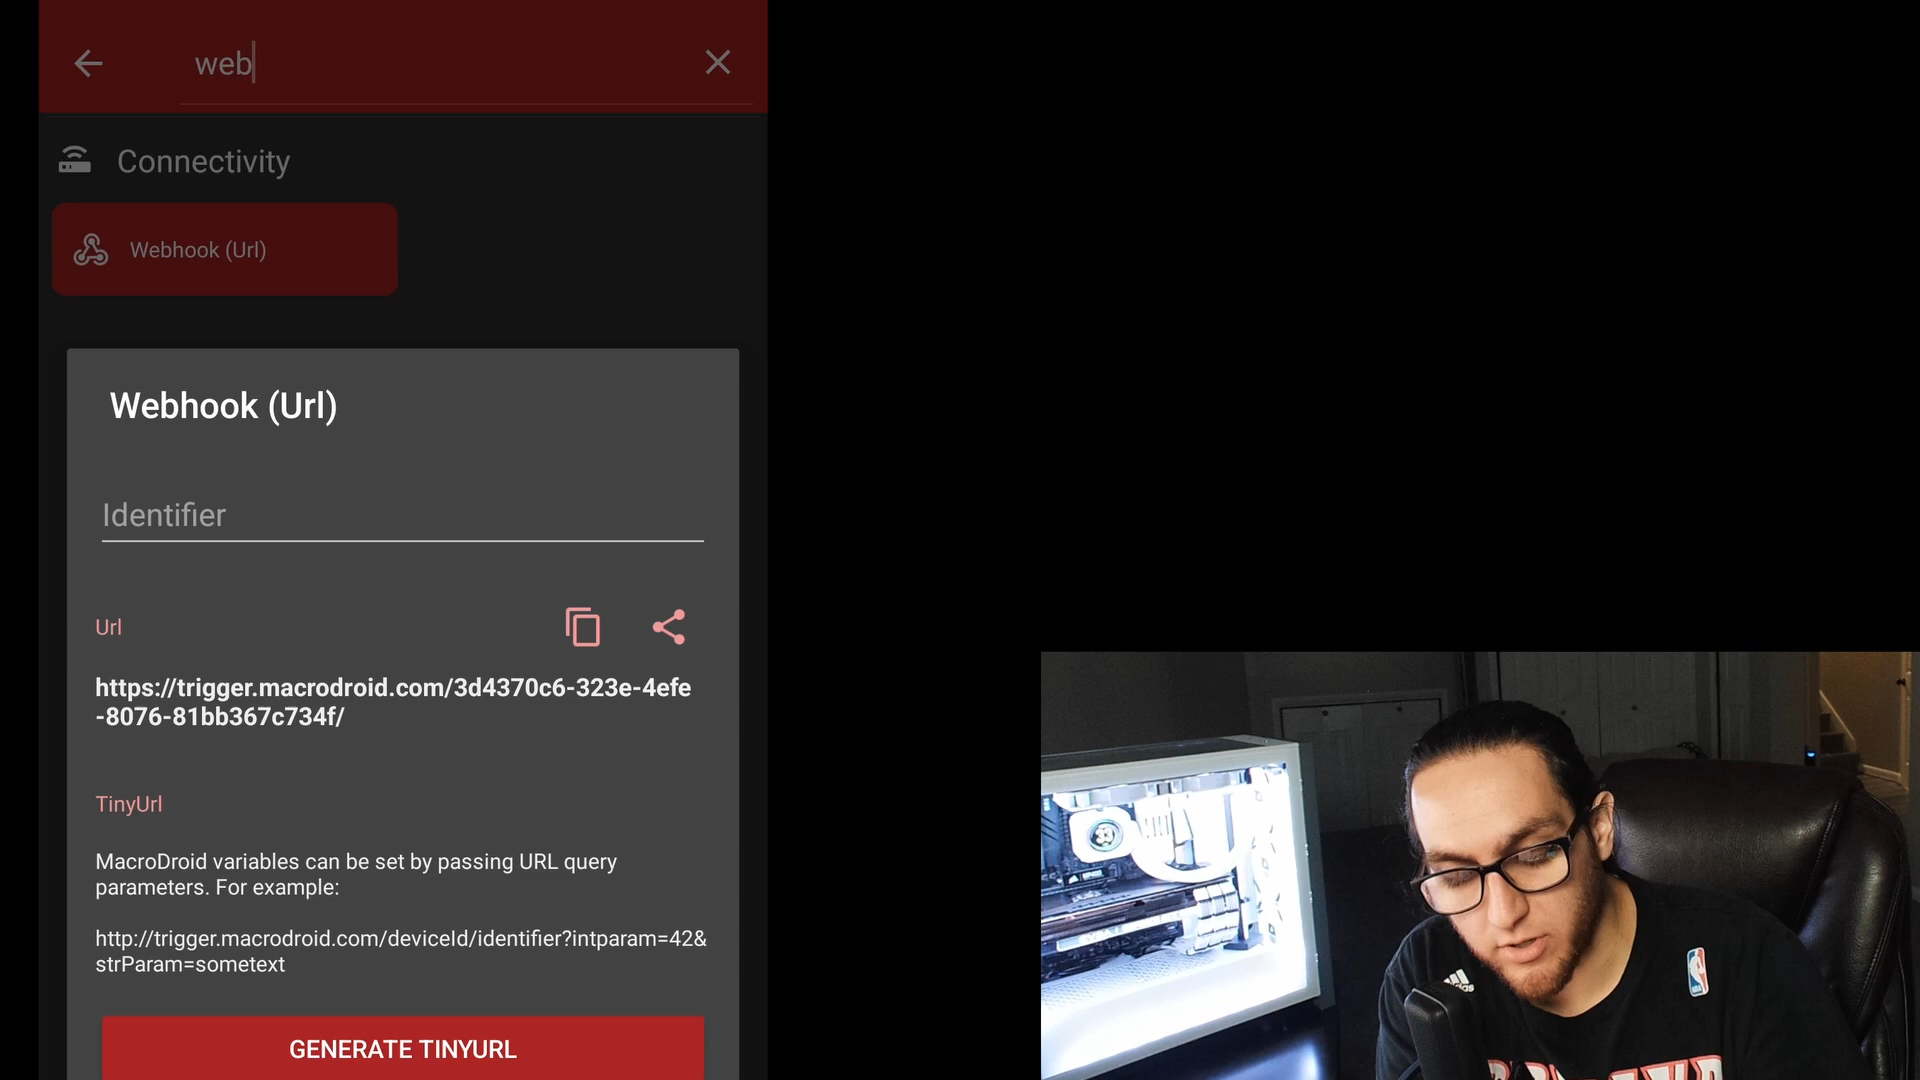 web
Connectivity
Webhook (Url)
Webhook (Url)
Identifier
Url
https://trigger.macrodroid.com/3d4370c6-323e-4efe
-8076-81bb367c734f/
TinyUrl
MacroDroid variables can be set by passing URL query
parameters. For example:
http://trigger.macrodroid.com/deviceId/identifier?intparam=42&
strParam=sometext
GENERATE TINYURL
adidas